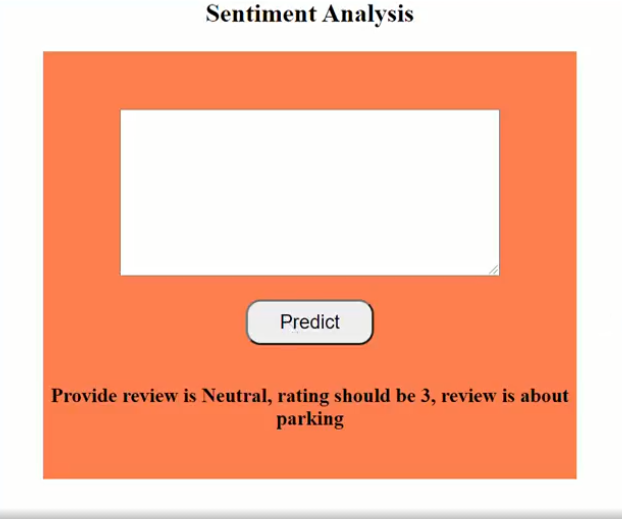 Sentiment Analysis
Predict
Provide review is Neutral, rating should be 3, review is about
parking